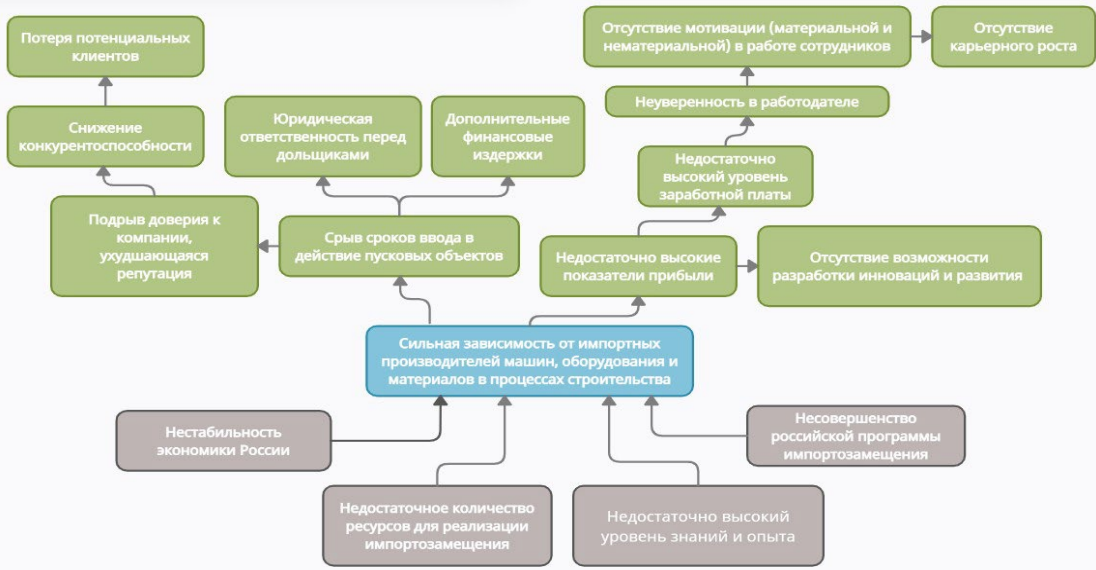 Потеря потенциальных
клиентов
Отсутствие мотивации (материальной и
нематериальной) в работе сотрудников
Отсутствие
карьерного роста
Неуверенность в работодателе
Снижение
конкурентоспособности
Юридическая
ответственность перед
дольщиками
Дополнительные
финансовые
издержки
Недостаточно
высокий уровень
заработной платы
Подрыв доверия к
компании,
ухудшающаяся
репутация
Срыв сроков ввода в
действие пусковых объектов
Недостаточно высокие
показатели прибыли
Отсутствие возможности
разработки инноваций и развития
Сильная зависимость от импортных
производителей машин, оборудования и
материалов в процессах строительства
Нестабильность
экономики России
Несовершенство
российской программы
импортозамещения
Недостаточное количество
ресурсов для реализации
импортозамещения
Недостаточно высокий
уровень знаний и опыта